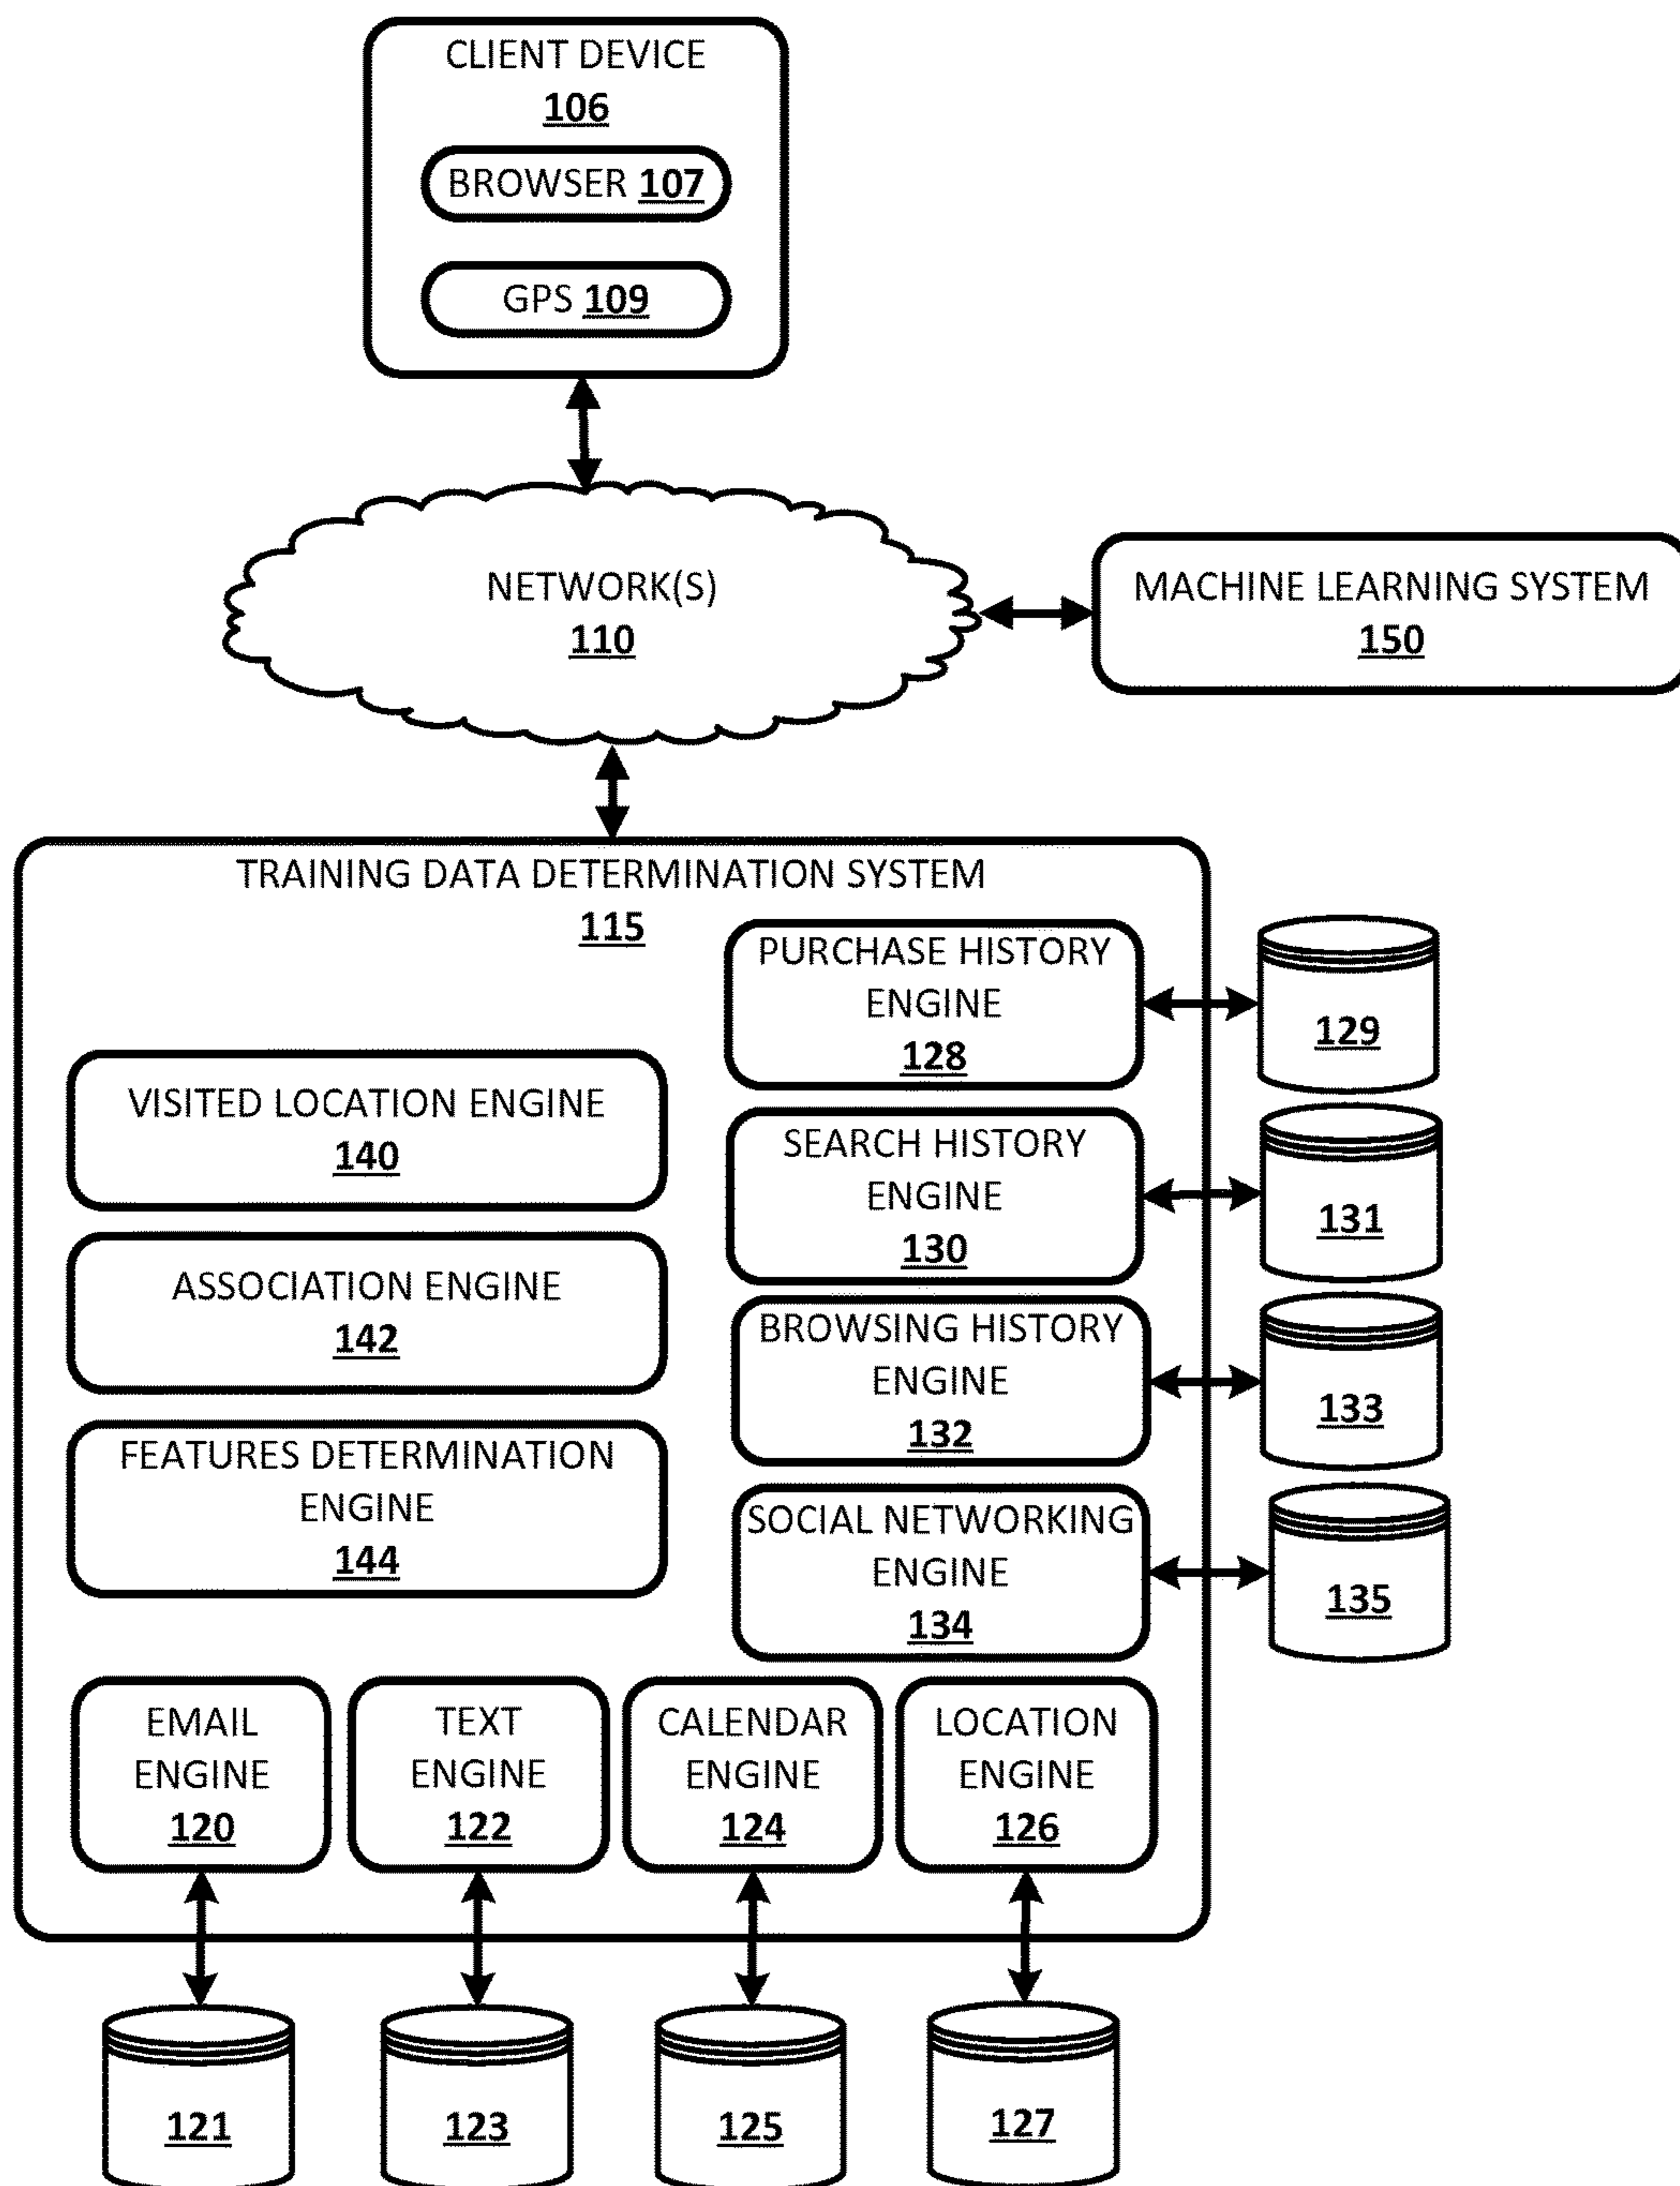 CLIENT DEVICE
106
BROWSER 107
GPS 109
NETWORK(S)
110
MACHINE LEARNING SYSTEM
150
TRAINING DATA DETERMINATION SYSTEM
115
PURCHASE HISTORY
ENGINE
128
129
VISITED LOCATION ENGINE
140
SEARCH HISTORY
ENGINE
130
131
ASSOCIATION ENGINE
142
BROWSING HISTORY
ENGINE
132
133
FEATURES DETERMINATION
ENGINE
144
SOCIAL NETWORKING
ENGINE
134
135
EMAIL
ENGINE
120
TEXT
ENGINE
122
CALENDAR
ENGINE
124
LOCATION
ENGINE
126
121
123
125
127